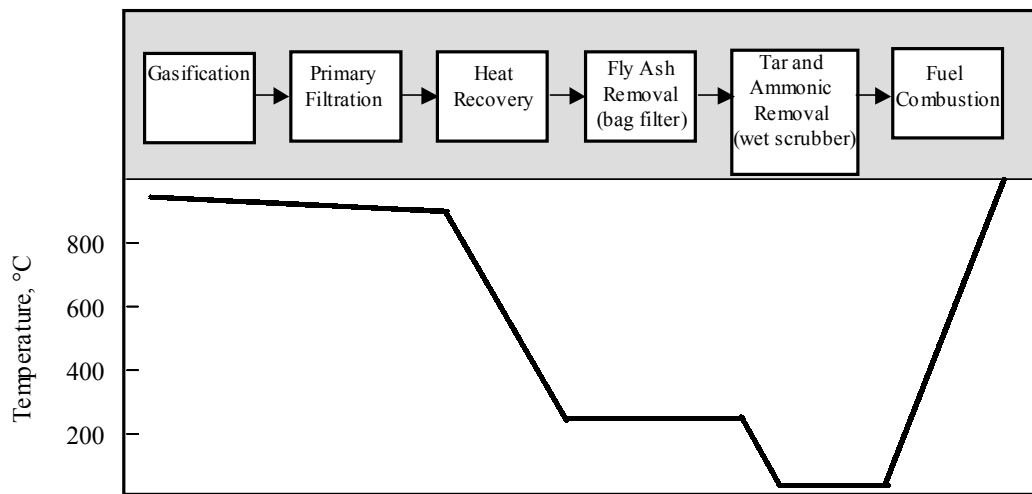 Gasification
Primary
Filtration
Heat
Recovery
Fly Ash
Removal
(bag filter)
Tar and
Ammonic
Removal
(wet scrubber)
Fuel
Combustion
Temperature, °C
800
600
400
200